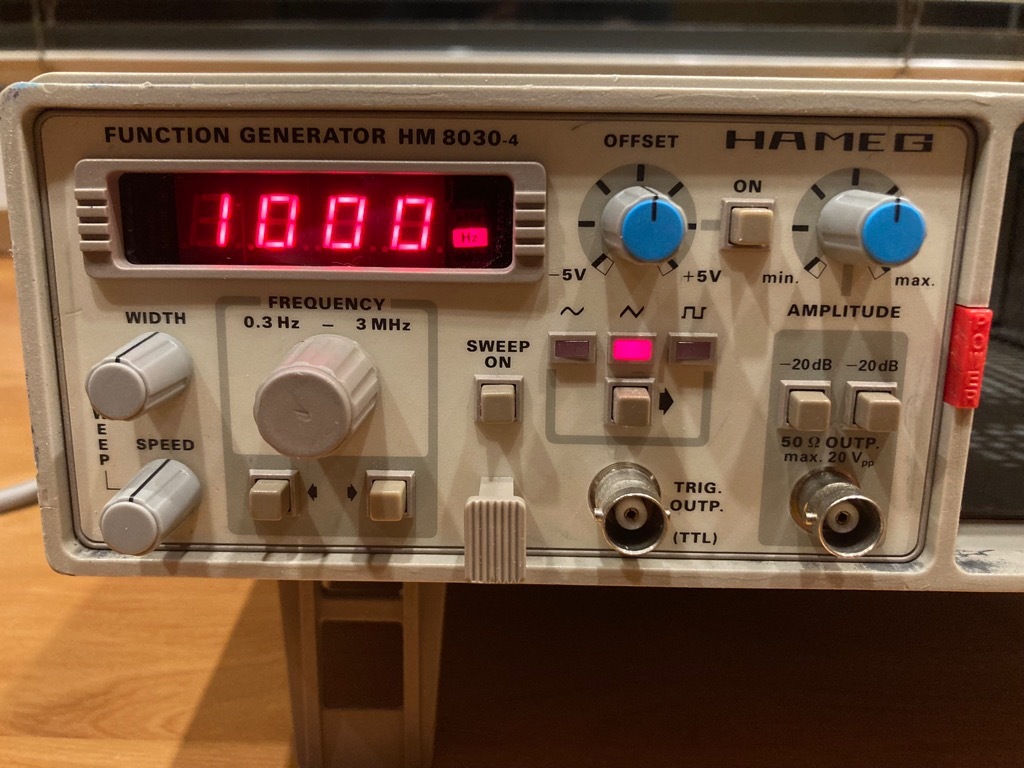 FUNCTION GENERATOR HM 8030-4
HAMEG
OFFSET
ON
1000
Hz
-5V
+5V
min.
max.
AMPLITUDE
FREQUENCY
0.3 Hz – 3 MHz
WIDTH
SWEEP
ON
-20dB -20dB
SPEED
50 Ω OUTP.
max. 20 Vpp
TRIG.
OUTP.
(TTL)
POWER